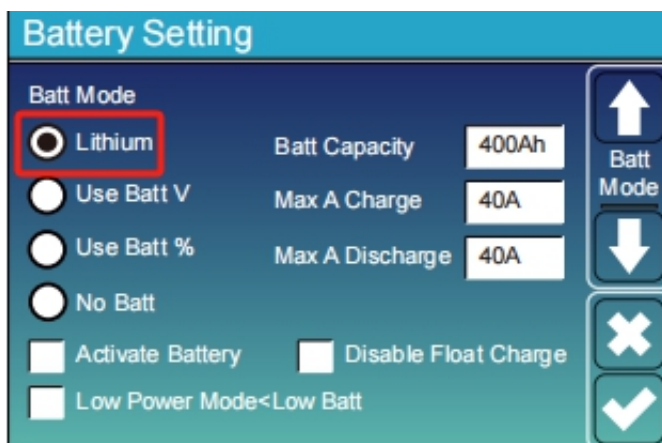 Battery Setting
Batt Mode
Lithium
Batt Capacity 400Ah
Use Batt V
Max A Charge 40A
Use Batt %
Max A Discharge 40A
No Batt
Activate Battery
Disable Float Charge
Low Power Mode<Low Batt
Batt
Mode